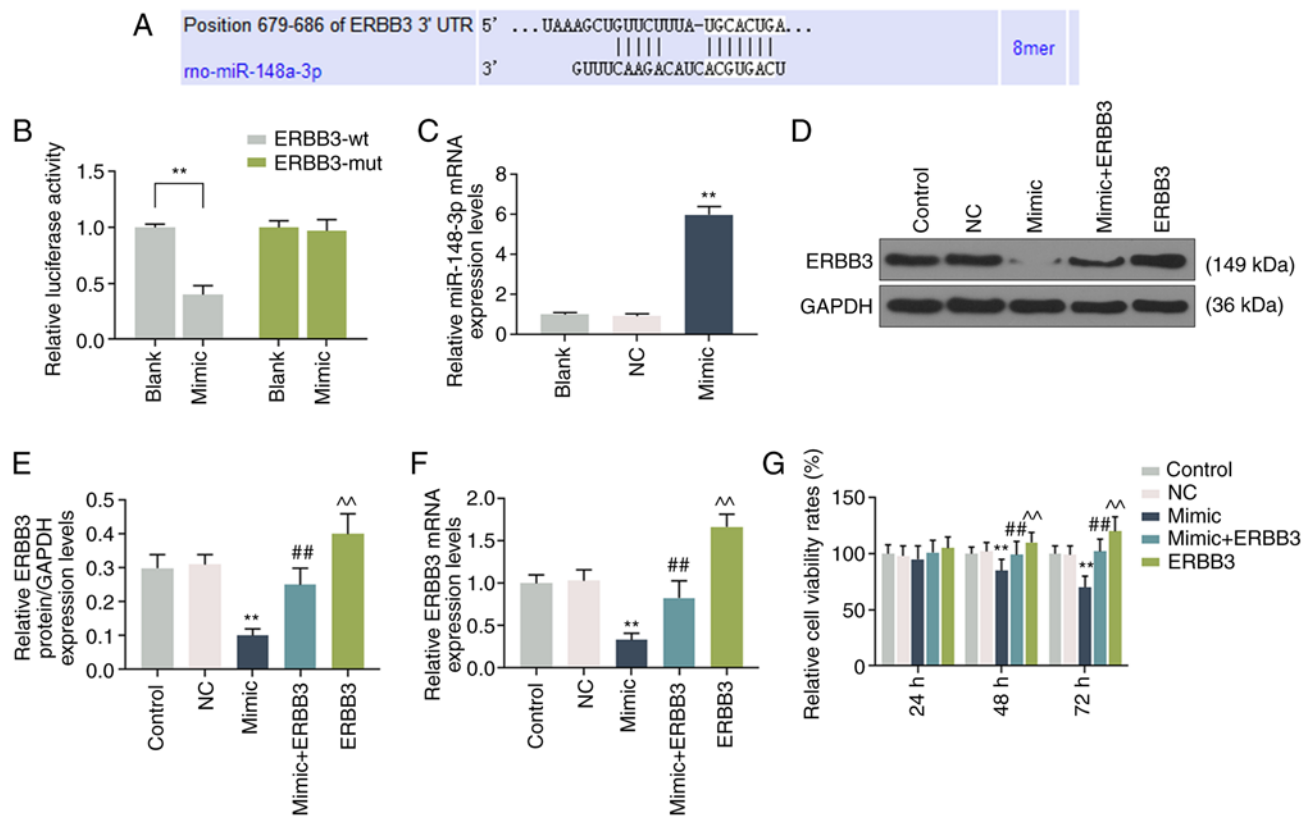 A
Position 679-686 of ERBB3 3' UTR 5' ...UAAAGCUGUUCUUUA-UGCACUGA...
8mer
rno-miR-148a-3p 3' GUUUCAAGACAUCACGUGACU
B
ERBB3-wt
ERBB3-mut
Relative luciferase activity
1.5
1.0
0.5
0.0
**
Blank
Mimic
Blank
Mimic
C
Relative miR-148-3p mRNA
expression levels
8
6
4
2
0
**
Blank
NC
Mimic
D
Control
NC
Mimic
Mimic+ERBB3
ERBB3
ERBB3 (149 kDa)
GAPDH (36 kDa)
E
Relative ERBB3
protein/GAPDH
expression levels
0.5
0.4
0.3
0.2
0.1
0.0
**
##
^^
Control
NC
Mimic
Mimic+ERBB3
ERBB3
F
Relative ERBB3 mRNA
expression levels
2.0
1.5
1.0
0.5
0.0
**
##
^^
Control
NC
Mimic
Mimic+ERBB3
ERBB3
G
Relative cell viability rates (%)
150
100
50
0
**
##
^^
**
##
^^
24 h
48 h
72 h
Control
NC
Mimic
Mimic+ERBB3
ERBB3